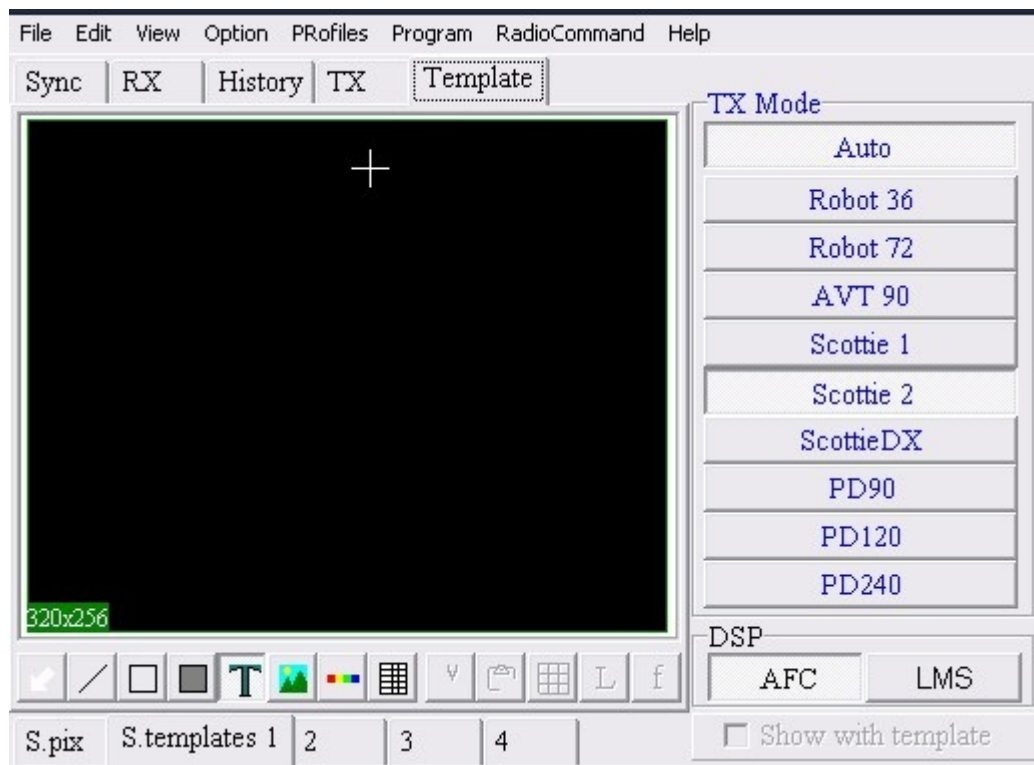 File Edit View Option PRofiles Program RadioCommand Help
Sync RX History TX Template
TX Mode
Auto
Robot 36
Robot 72
AVT 90
Scottie 1
Scottie 2
ScottieDX
PD90
PD120
PD240
320x256
DSP
AFC LMS
T V L f
S.pix S.templates 1 2 3 4
Show with template